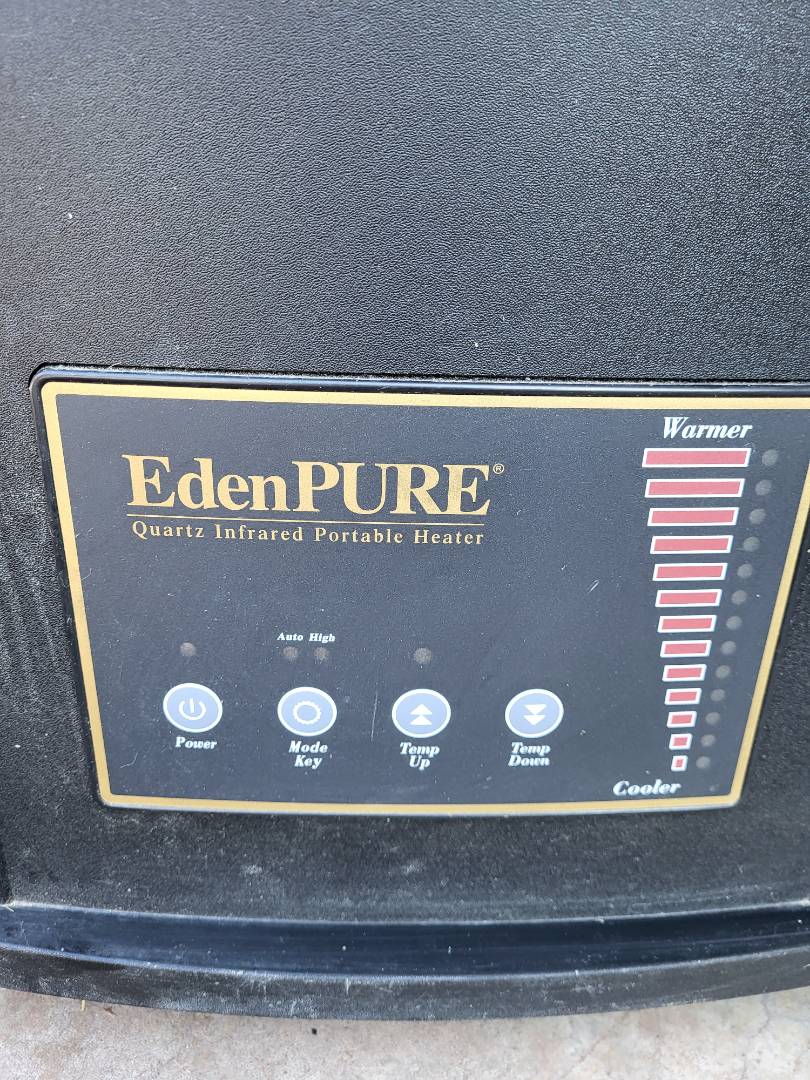 Warmer
EdenPURE®
Quartz Infrared Portable Heater
Auto High
Power
Mode
Key
Temp
Up
Temp
Down
Cooler